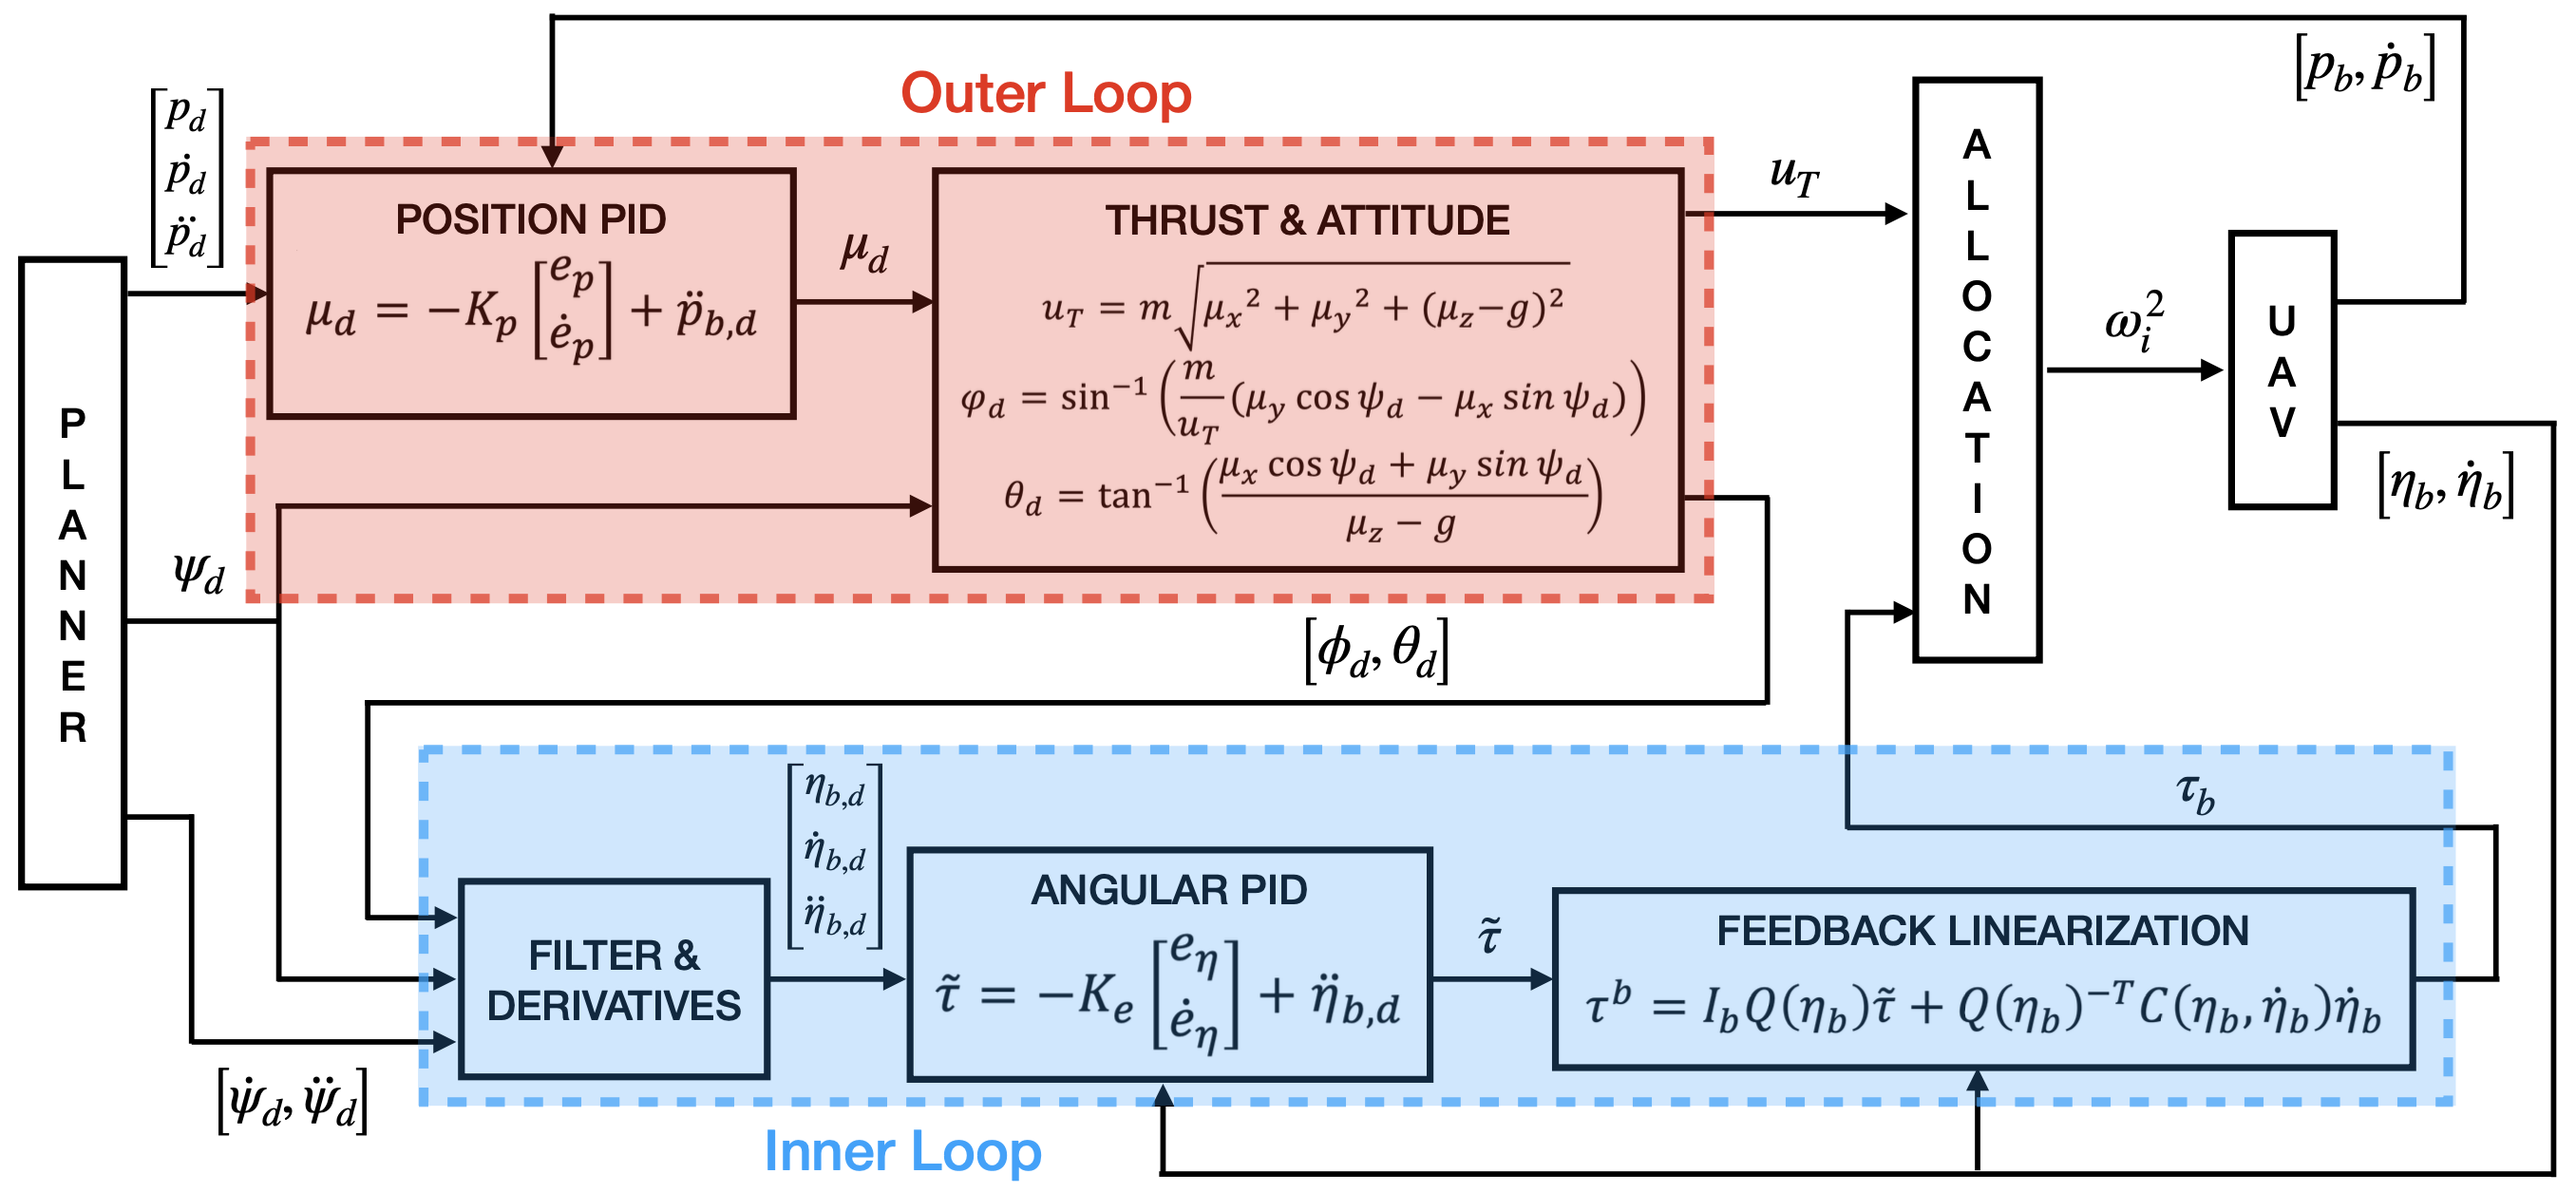 [p_b, ṗ_b]
Outer Loop
[p_d
ṗ_d
p̈_d]
POSITION PID
μ_d = −K_p [e_p ė_p] + p̈_{b,d}
μ_d
THRUST & ATTITUDE
u_T = m√(μ_x² + μ_y² + (μ_z−g)²)
φ_d = sin⁻¹ (m/u_T (μ_y cos ψ_d − μ_x sin ψ_d))
θ_d = tan⁻¹ ((μ_x cos ψ_d + μ_y sin ψ_d)/(μ_z − g))
u_T
ALLOCATION
ω_i²
UAV
[η_b, η̇_b]
PLANNER
ψ_d
[ϕ_d, θ_d]
[η_{b,d}
η̇_{b,d}
η̈_{b,d}]
τ_b
FILTER &
DERIVATIVES
ANGULAR PID
τ̃ = −K_e [e_η ė_η] + η̈_{b,d}
τ̃
FEEDBACK LINEARIZATION
τ^b = I_b Q(η_b)τ̃ + Q(η_b)^{−T} C(η_b, η̇_b)η̇_b
[ψ̇_d, ψ̈_d]
Inner Loop